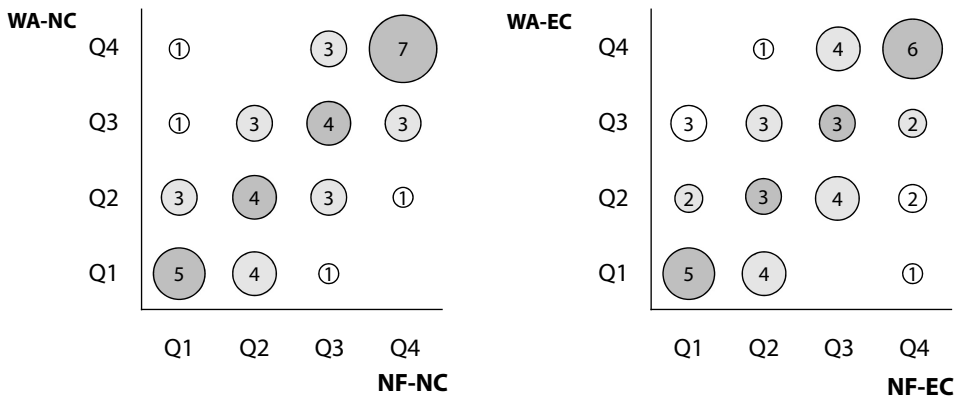 WA-NC
Q4 1 3 7
Q3 1 3 4 3
Q2 3 4 3 1
Q1 5 4 1
Q1 Q2 Q3 Q4
NF-NC
WA-EC
Q4 1 4 6
Q3 3 3 3 2
Q2 2 3 4 2
Q1 5 4 1
Q1 Q2 Q3 Q4
NF-EC